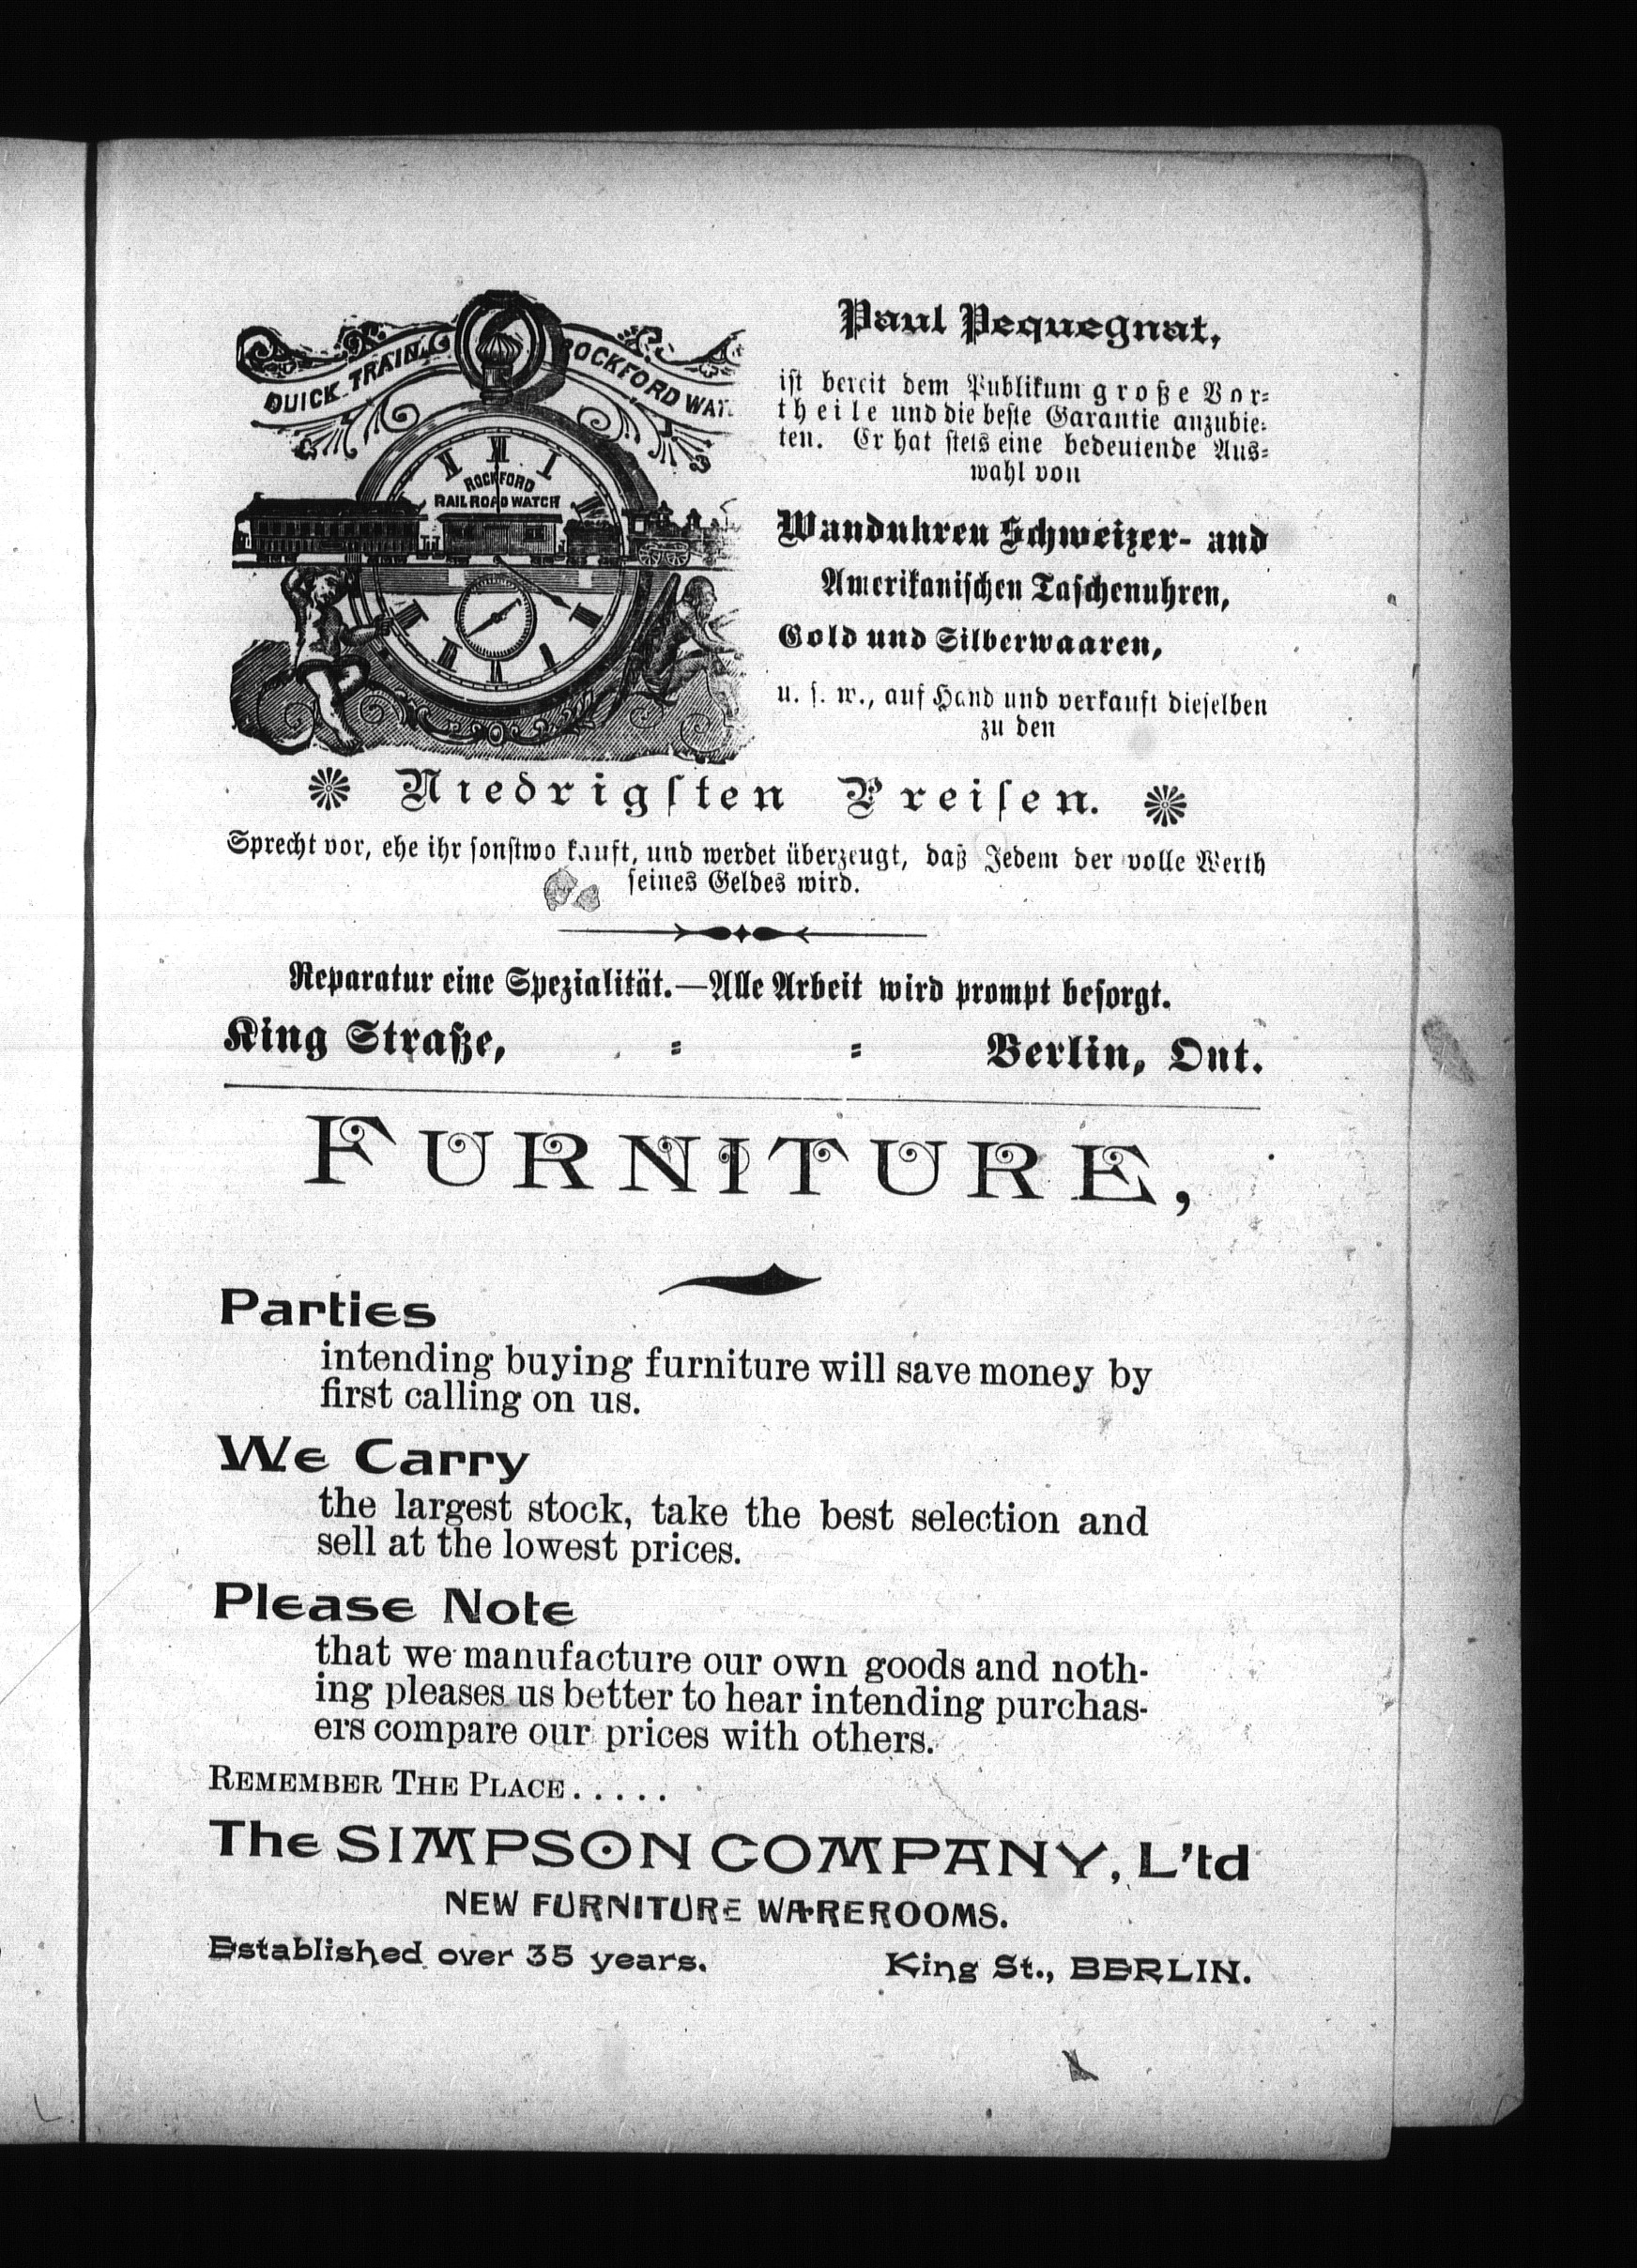 QUICK TRAIN
ROCKFORD WAT
ROCKFORD
RAIL ROAD WATCH
Paul Pequegnat,
ist bereit dem Publikum große Vor=
theile und die beste Garantie anzubie=
ten. Er hat stets eine bedeutende Aus=
wahl von
Wanduhren Schweizer- and
Amerikanischen Taschenuhren,
Gold und Silberwaaren,
u. s. w., auf Hand und verkauft dieselben
zu den
Niedrigsten Preisen.
Sprecht vor, ehe ihr sonstwo kauft, und werdet überzeugt, daß Jedem der volle Werth
seines Geldes wird.
Reparatur eine Spezialität.—Alle Arbeit wird prompt besorgt.
King Straße, = = Berlin, Ont.
FURNITURE,
Parties
intending buying furniture will save money by
first calling on us.
We Carry
the largest stock, take the best selection and
sell at the lowest prices.
Please Note
that we manufacture our own goods and noth-
ing pleases us better to hear intending purchas-
ers compare our prices with others.
REMEMBER THE PLACE.....
The SIMPSON COMPANY, L'td
NEW FURNITURE WAREROOMS.
Established over 35 years. King St., BERLIN.